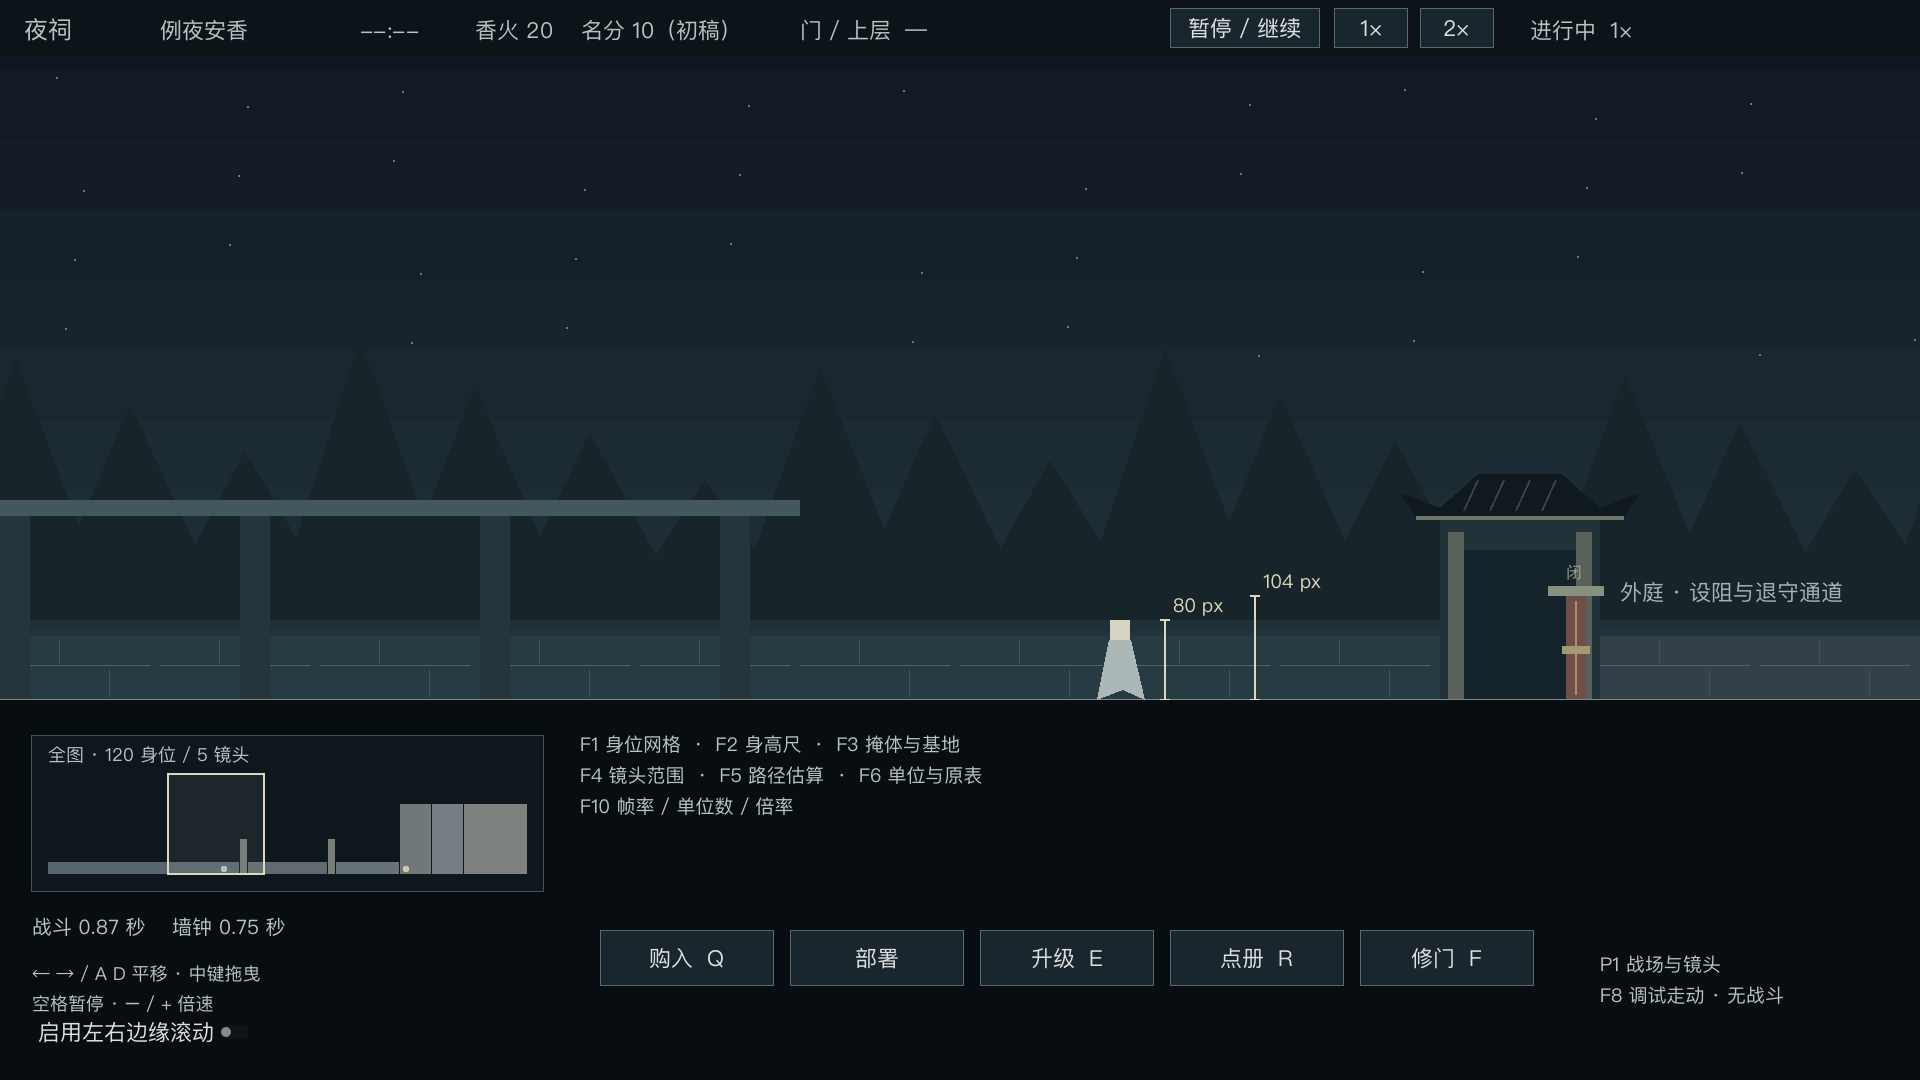 夜祠
例夜安香
--:--
香火 20
名分 10（初稿）
门 / 上层 —
暂停 / 继续
1×
2×
进行中 1×
104 px
80 px
闭
外庭 · 设阻与退守通道
全图 · 120 身位 / 5 镜头
F1 身位网格 · F2 身高尺 · F3 掩体与基地
F4 镜头范围 · F5 路径估算 · F6 单位与原表
F10 帧率 / 单位数 / 倍率
战斗 0.87 秒 墙钟 0.75 秒
购入 Q
部署
升级 E
点册 R
修门 F
← → / A D 平移 · 中键拖曳
空格暂停 · − / + 倍速
启用左右边缘滚动
P1 战场与镜头
F8 调试走动 · 无战斗